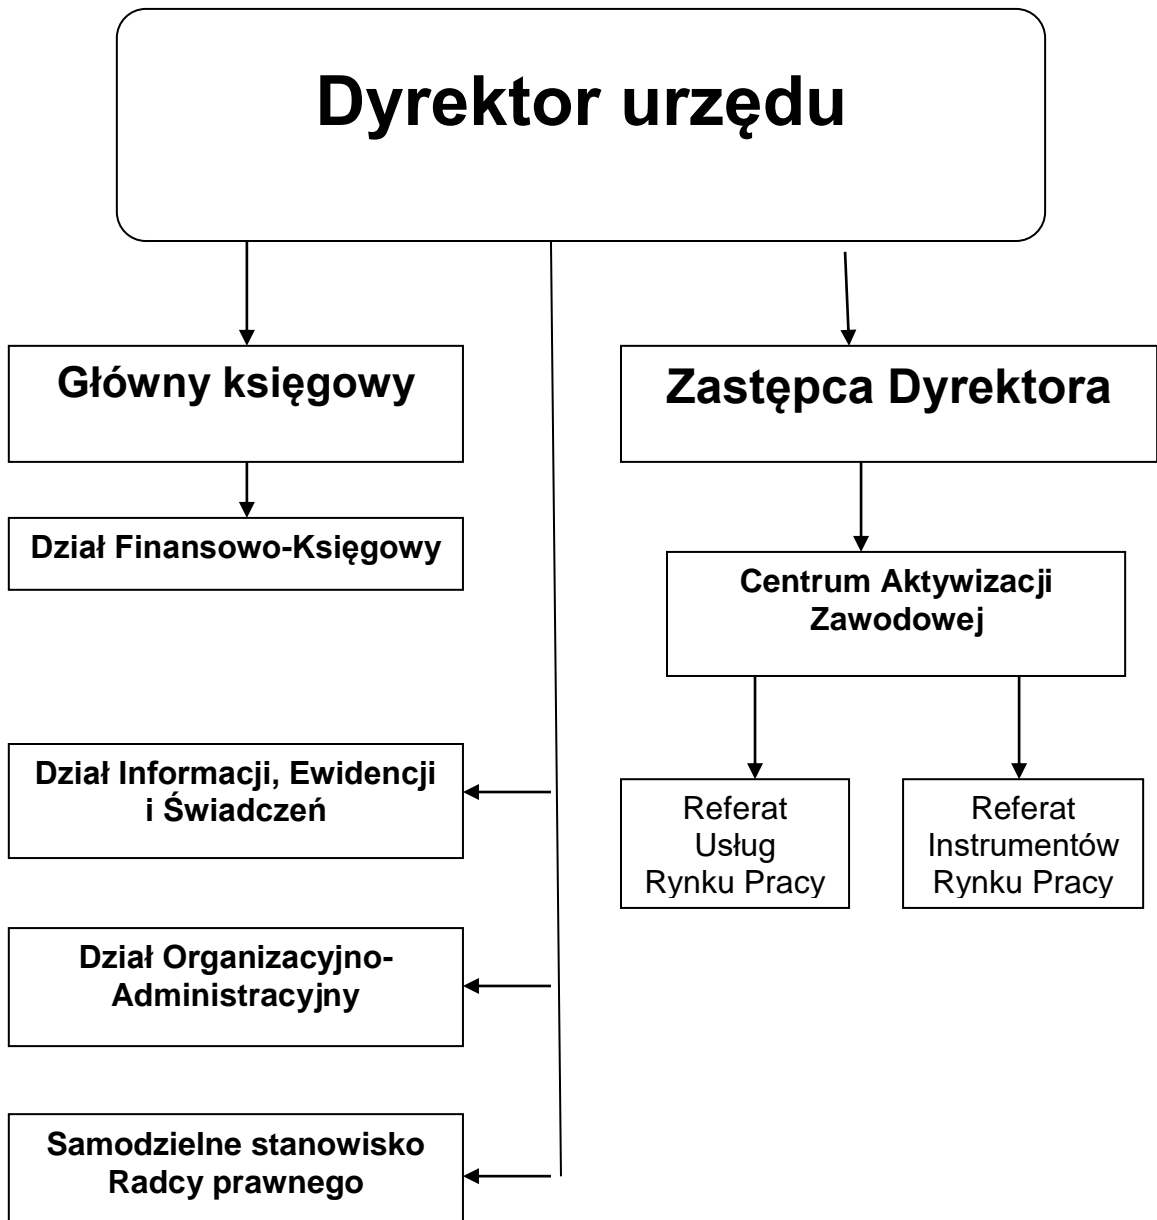 Dyrektor urzędu
Główny księgowy
Zastępca Dyrektora
Dział Finansowo-Księgowy
Centrum Aktywizacji
Zawodowej
Dział Informacji, Ewidencji
i Świadczeń
Referat
Usług
Rynku Pracy
Referat
Instrumentów
Rynku Pracy
Dział Organizacyjno-
Administracyjny
Samodzielne stanowisko
Radcy prawnego